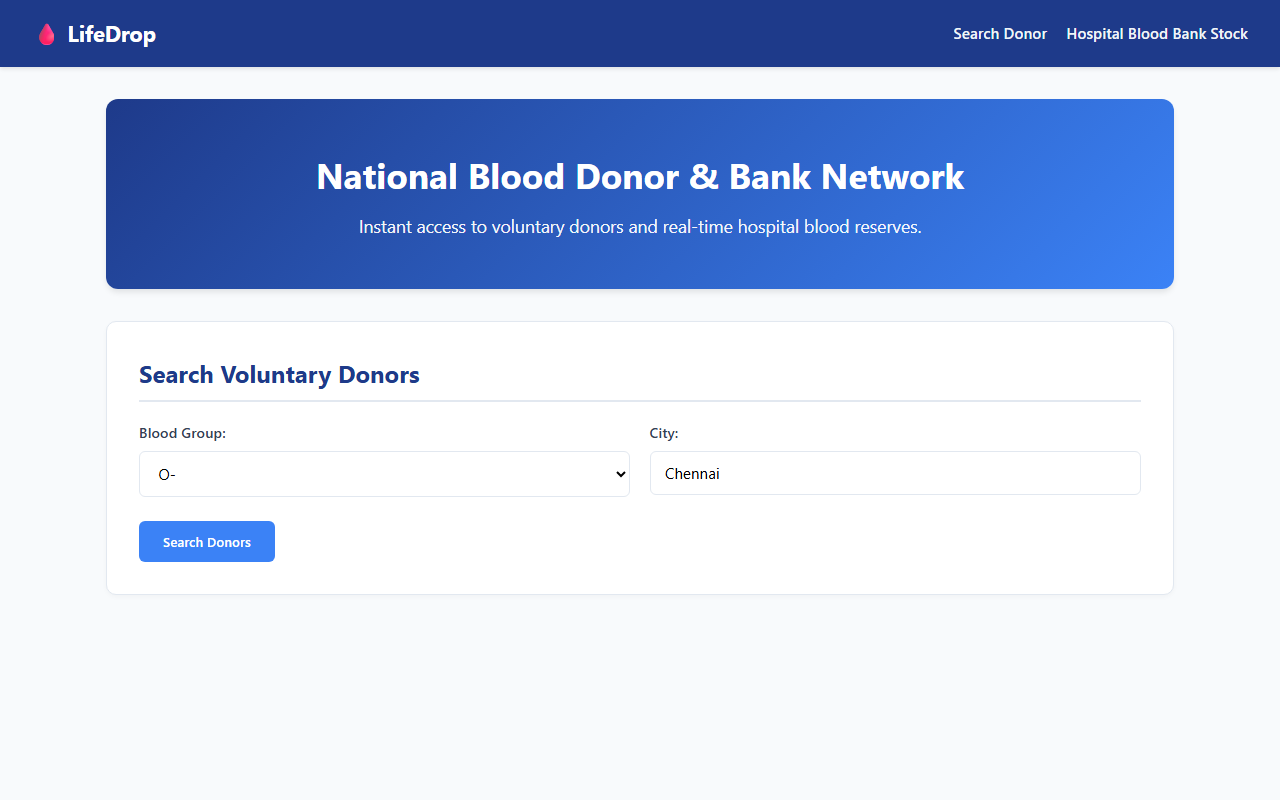 LifeDrop
Search Donor
Hospital Blood Bank Stock
National Blood Donor & Bank Network
Instant access to voluntary donors and real-time hospital blood reserves.
Search Voluntary Donors
Blood Group:
City:
O-
Chennai
Search Donors